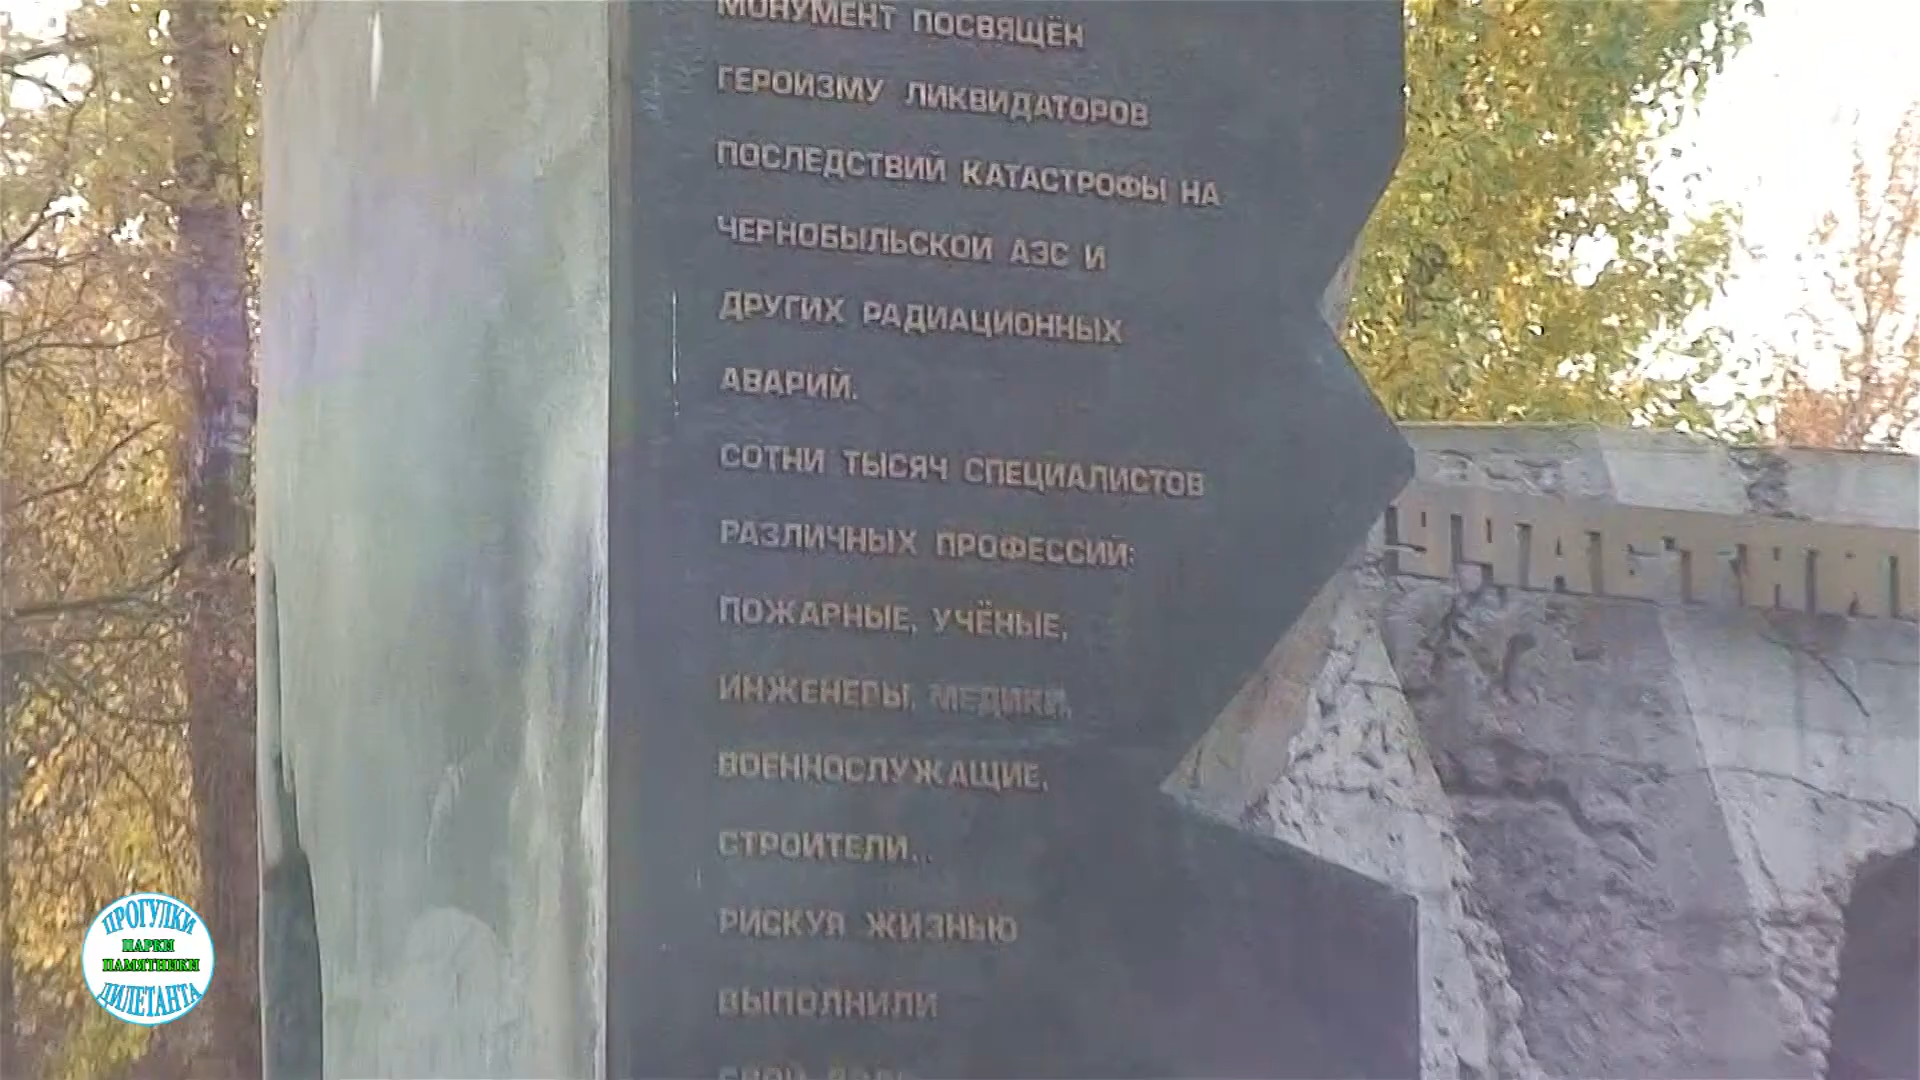 МОНУМЕНТ ПОСВЯЩЁН
ГЕРОИЗМУ ЛИКВИДАТОРОВ
ПОСЛЕДСТВИЙ КАТАСТРОФЫ НА
ЧЕРНОБЫЛЬСКОЙ АЭС И
ДРУГИХ РАДИАЦИОННЫХ
АВАРИЙ.
СОТНИ ТЫСЯЧ СПЕЦИАЛИСТОВ
РАЗЛИЧНЫХ ПРОФЕССИЙ:
ПОЖАРНЫЕ, УЧЁНЫЕ,
ИНЖЕНЕРЫ, МЕДИКИ,
ВОЕННОСЛУЖАЩИЕ,
СТРОИТЕЛИ..
РИСКУЯ ЖИЗНЬЮ
ВЫПОЛНИЛИ
СВОЙ
ПРОГУЛКИ
ПАРКИ
ПАМЯТНИКИ
ДИЛЕТАНТА